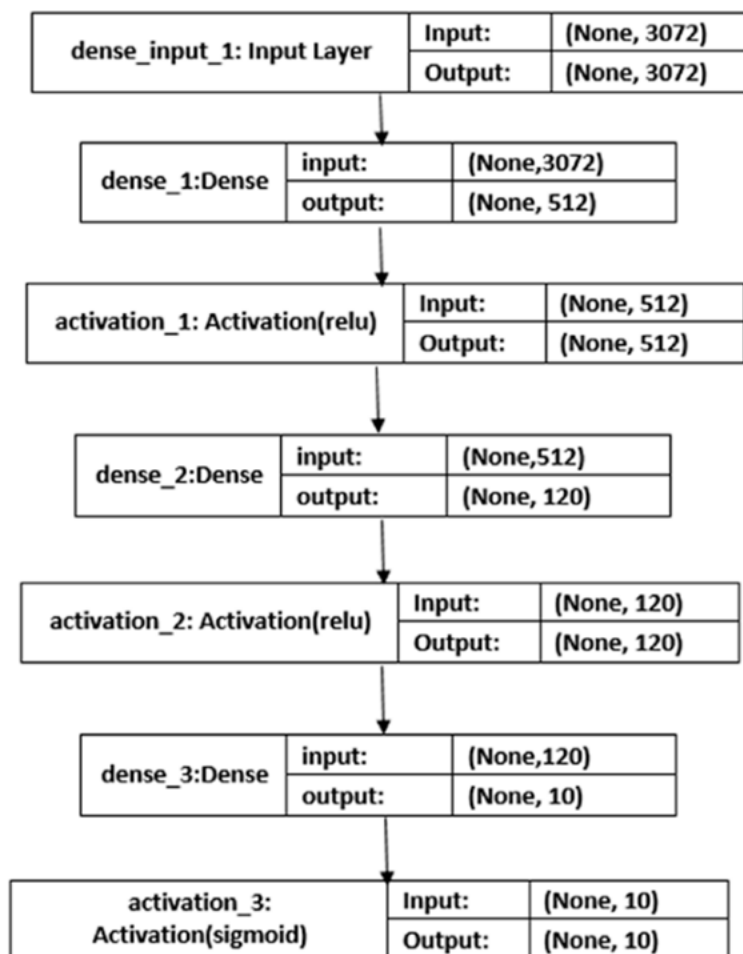 dense_input_1: Input Layer
Input: (None, 3072)
Output: (None, 3072)
dense_1:Dense
input: (None,3072)
output: (None, 512)
activation_1: Activation(relu)
Input: (None, 512)
Output: (None, 512)
dense_2:Dense
input: (None,512)
output: (None, 120)
activation_2: Activation(relu)
Input: (None, 120)
Output: (None, 120)
dense_3:Dense
input: (None,120)
output: (None, 10)
activation_3:
Activation(sigmoid)
Input: (None, 10)
Output: (None, 10)